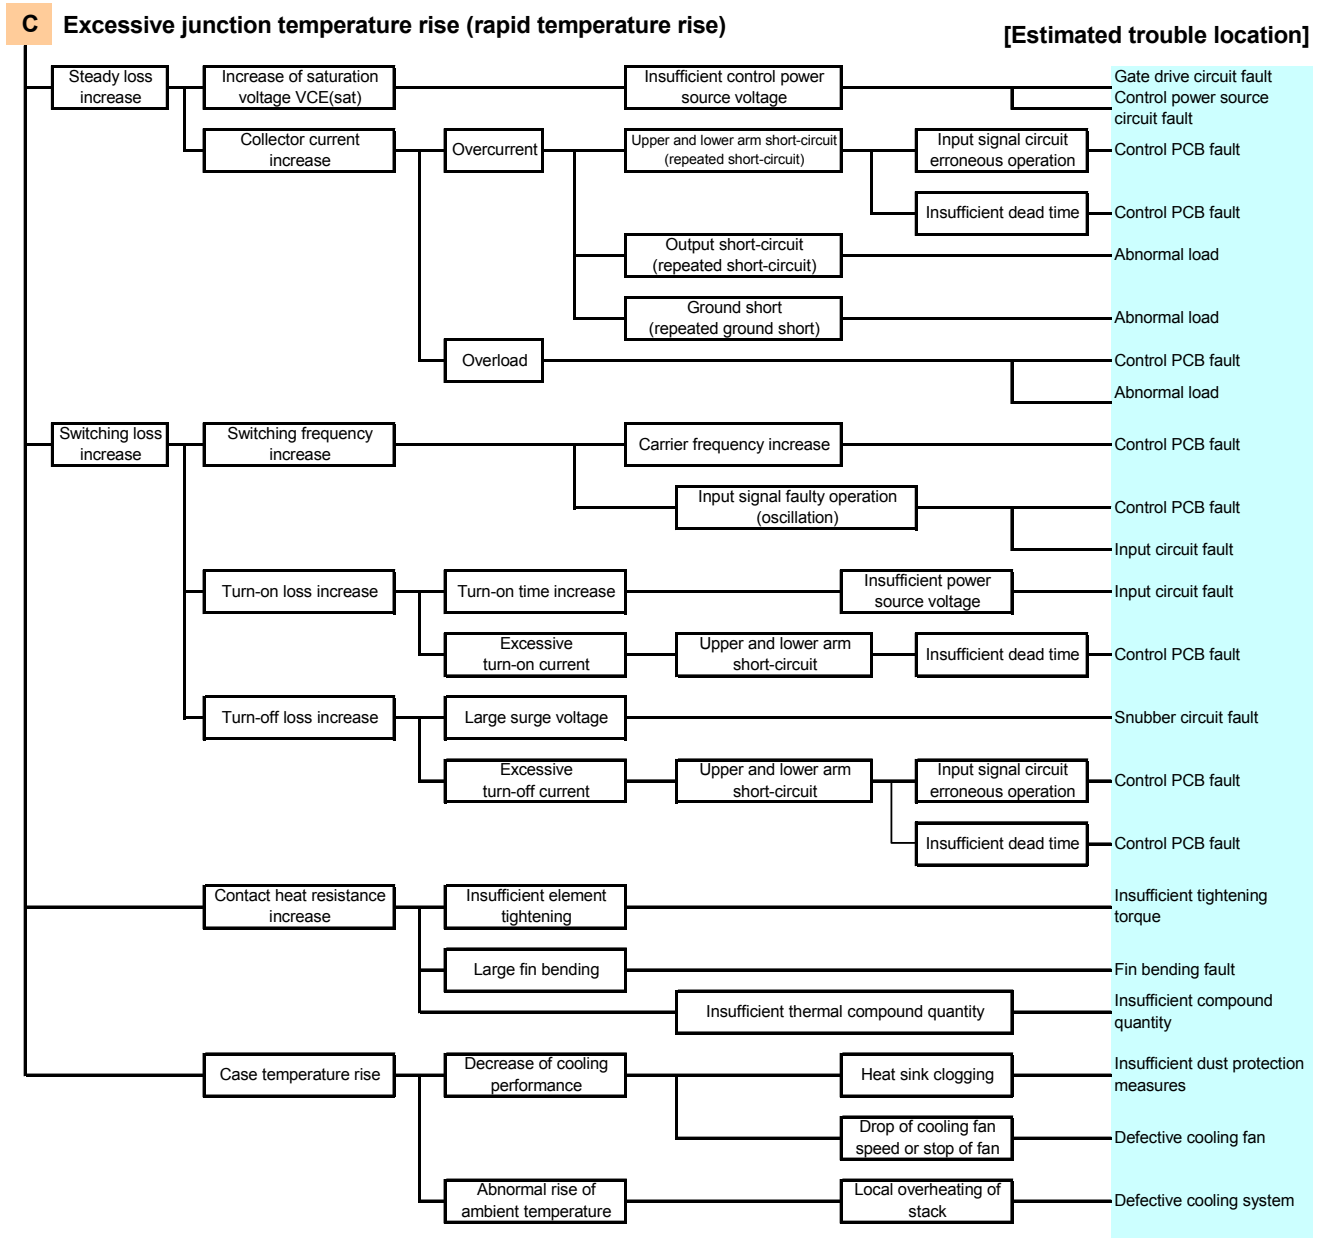 C Excessive junction temperature rise (rapid temperature rise)
[Estimated trouble location]
Steady loss
increase
Increase of saturation
voltage VCE(sat)
Insufficient control power
source voltage
Gate drive circuit fault
Control power source
circuit fault
Collector current
increase
Overcurrent
Upper and lower arm short-circuit
(repeated short-circuit)
Input signal circuit
erroneous operation
Control PCB fault
Insufficient dead time
Control PCB fault
Output short-circuit
(repeated short-circuit)
Abnormal load
Ground short
(repeated ground short)
Abnormal load
Overload
Control PCB fault
Abnormal load
Switching loss
increase
Switching frequency
increase
Carrier frequency increase
Control PCB fault
Input signal faulty operation
(oscillation)
Control PCB fault
Input circuit fault
Turn-on loss increase
Turn-on time increase
Insufficient power
source voltage
Input circuit fault
Excessive
turn-on current
Upper and lower arm
short-circuit
Insufficient dead time
Control PCB fault
Turn-off loss increase
Large surge voltage
Snubber circuit fault
Excessive
turn-off current
Upper and lower arm
short-circuit
Input signal circuit
erroneous operation
Control PCB fault
Insufficient dead time
Control PCB fault
Contact heat resistance
increase
Insufficient element
tightening
Insufficient tightening
torque
Large fin bending
Fin bending fault
Insufficient thermal compound quantity
Insufficient compound
quantity
Case temperature rise
Decrease of cooling
performance
Heat sink clogging
Insufficient dust protection
measures
Drop of cooling fan
speed or stop of fan
Defective cooling fan
Abnormal rise of
ambient temperature
Local overheating of
stack
Defective cooling system